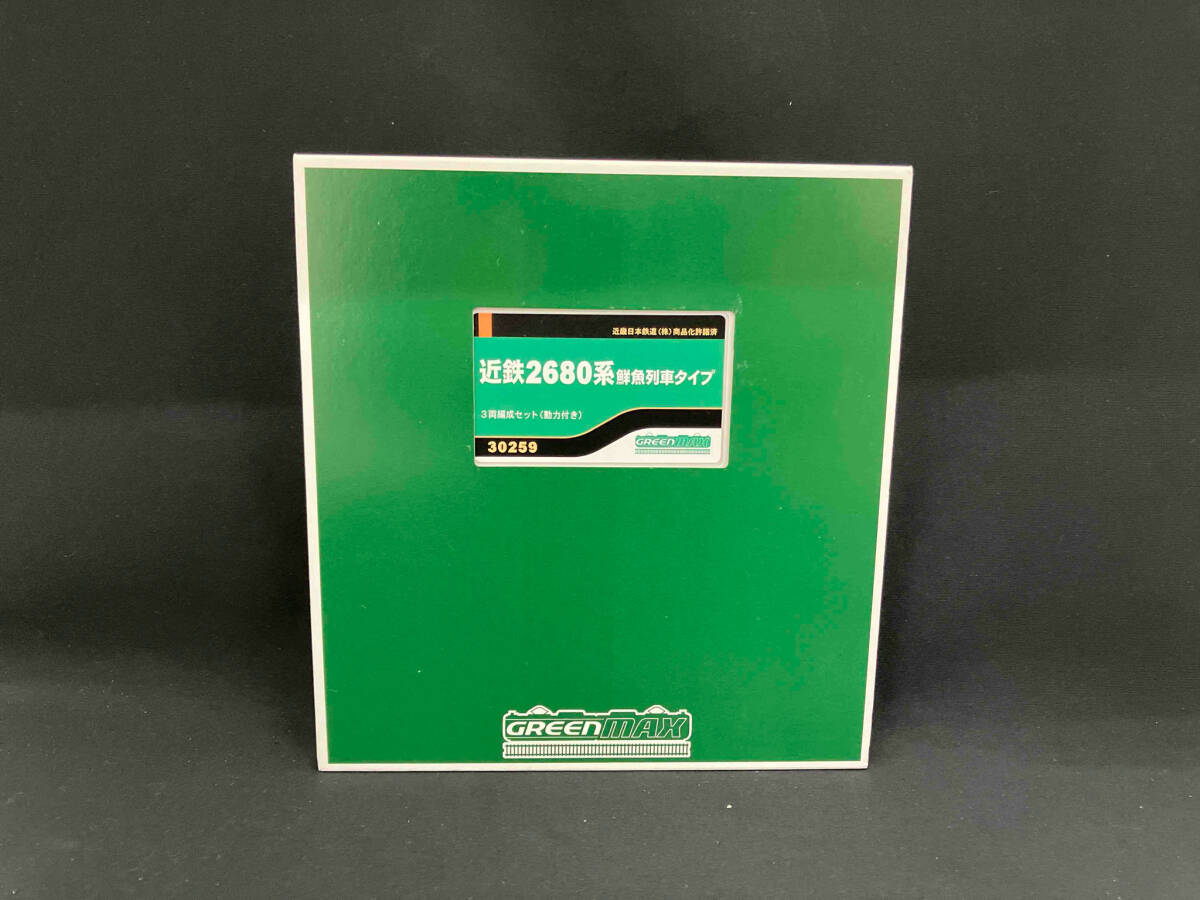 近畿日本鉄道(株)商品化許諾済
近鉄2680系鮮魚列車タイプ
3両編成セット(動力付き)
30259
GREENMAX
GREENMAX